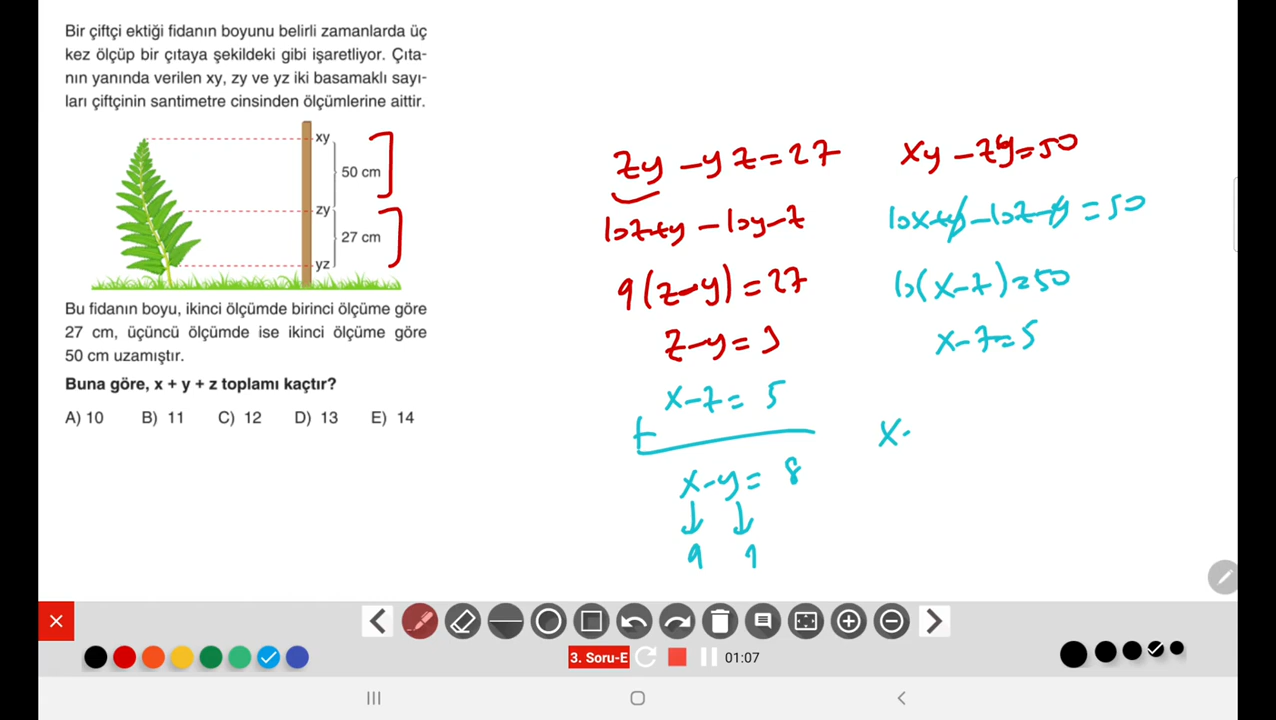 Bir çiftçi ektiği fidanın boyunu belirli zamanlarda üç
kez ölçüp bir çıtaya şekildeki gibi işaretliyor. Çıta-
nın yanında verilen xy, zy ve yz iki basamaklı sayı-
ları çiftçinin santimetre cinsinden ölçümlerine aittir.
xy
50 cm
zy
27 cm
yz
Bu fidanın boyu, ikinci ölçümde birinci ölçüme göre
27 cm, üçüncü ölçümde ise ikinci ölçüme göre
50 cm uzamıştır.
Buna göre, x + y + z toplamı kaçtır?
A) 10 B) 11 C) 12 D) 13 E) 14
zy - yz = 27
10z+y - 10y-z
9(z-y) = 27
z-y = 3
x-z = 5
+
x-y = 8
9 1
xy - zy = 50
10x+y - 10z-y = 50
10(x-z) = 50
x-z = 5
x-
3. Soru-E
01:07